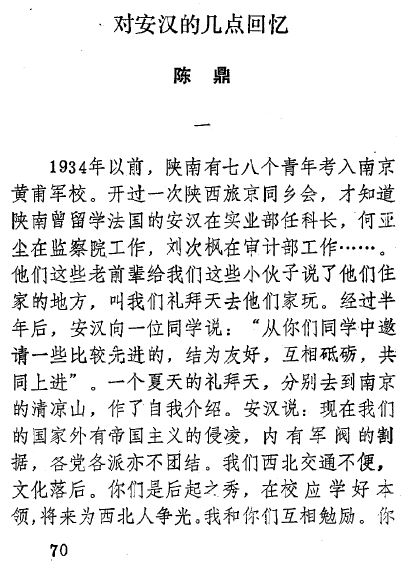 对安汉的几点回忆
陈鼎
一
1934年以前，陕南有七八个青年考入南京
黄甫军校。开过一次陕西旅京同乡会，才知道
陕南曾留学法国的安汉在实业部任科长，何亚
尘在监察院工作，刘次枫在审计部工作……。
他们这些老前辈给我们这些小伙子说了他们住
家的地方，叫我们礼拜天去他们家玩。经过半
年后，安汉向一位同学说：“从你们同学中邀
请一些比较先进的，结为友好，互相砥砺，共
同上进”。一个夏天的礼拜天，分别去到南京
的清凉山，作了自我介绍。安汉说：现在我们
的国家外有帝国主义的侵凌，内有军阀的割
据，各党各派亦不团结。我们西北交通不便，
文化落后。你们是后起之秀，在校应学好本
领，将来为西北人争光。我和你们互相勉励。你
70